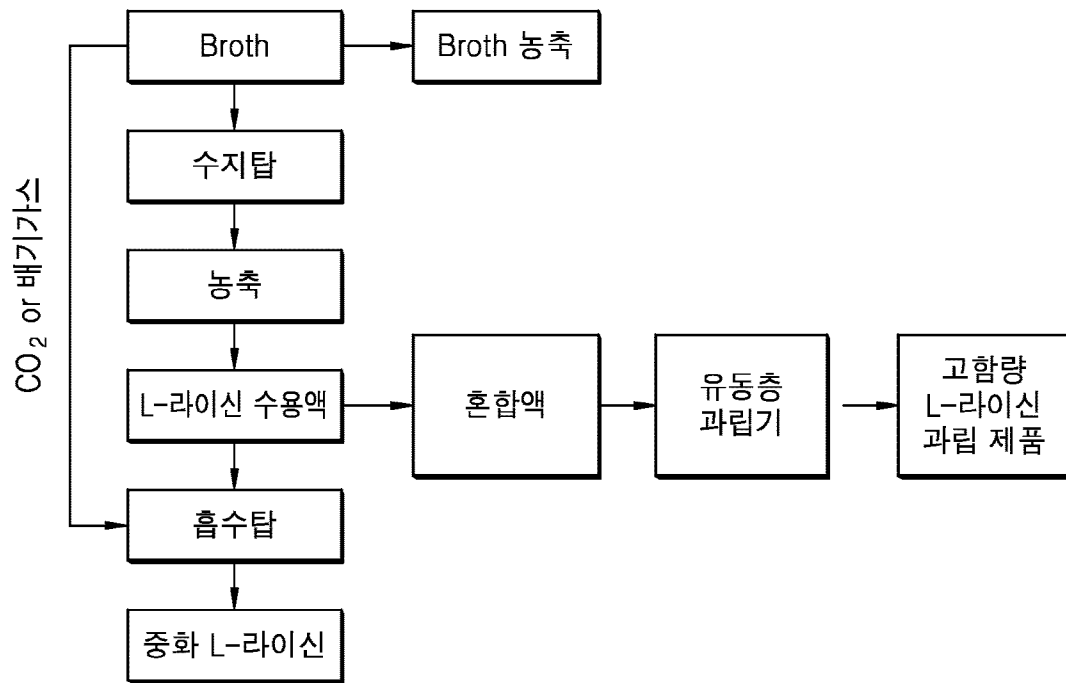 Broth
Broth 농축
수지탑
농축
CO₂ or 배기가스
L-라이신 수용액
혼합액
유동층
과립기
고함량
L-라이신
과립 제품
흡수탑
중화 L-라이신